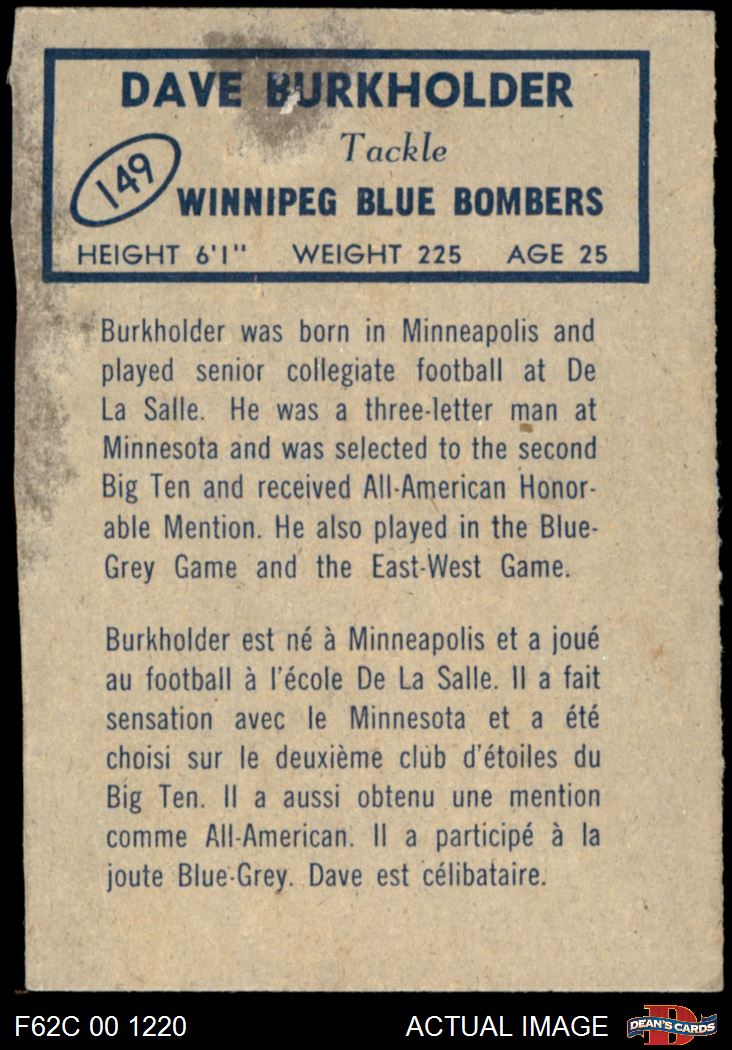 DAVE BURKHOLDER
Tackle
149
WINNIPEG BLUE BOMBERS
HEIGHT 6'1" WEIGHT 225 AGE 25
Burkholder was born in Minneapolis and
played senior collegiate football at De
La Salle. He was a three-letter man at
Minnesota and was selected to the second
Big Ten and received All-American Honor-
able Mention. He also played in the Blue-
Grey Game and the East-West Game.
Burkholder est né à Minneapolis et a joué
au football à l'école De La Salle. Il a fait
sensation avec le Minnesota et a été
choisi sur le deuxième club d'étoiles du
Big Ten. Il a aussi obtenu une mention
comme All-American. Il a participé à la
joute Blue-Grey. Dave est célibataire.
F62C 00 1220 ACTUAL IMAGE D DEAN'S CARDS